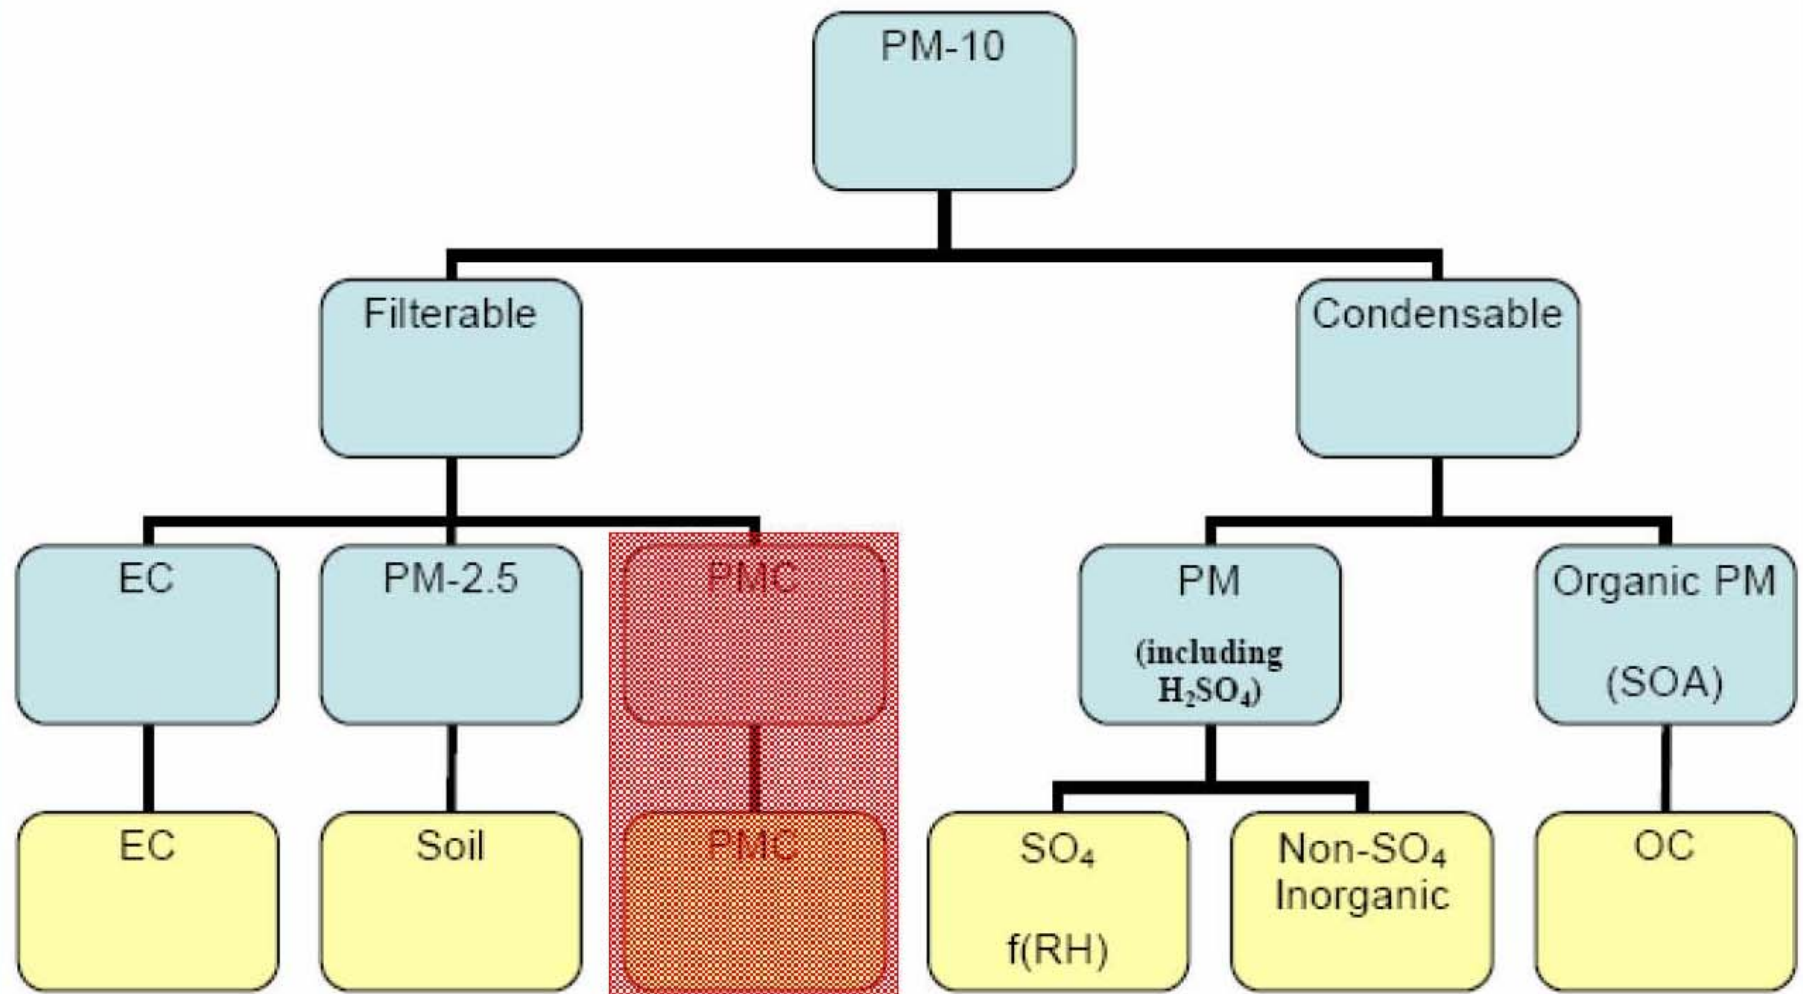 PM-10
Filterable
Condensable
EC
PM-2.5
PMC
PM
(including
H₂SO₄)
Organic PM
(SOA)
EC
Soil
PMC
SO₄
f(RH)
Non-SO₄
Inorganic
OC